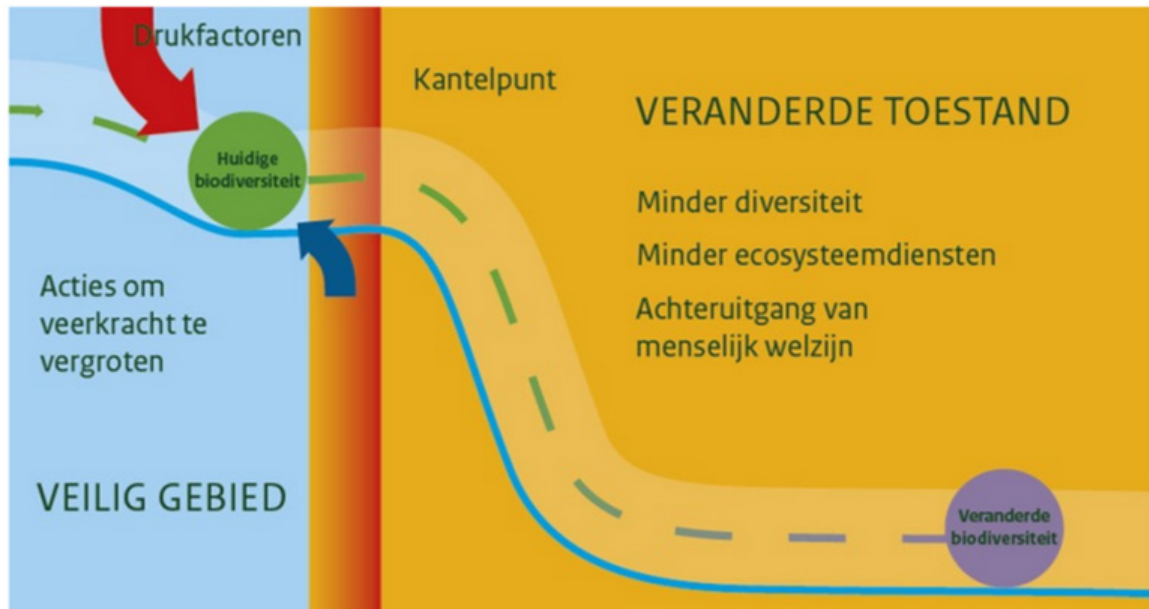 Drukfactoren
Huidige
biodiversiteit
Acties om
veerkracht te
vergroten
VEILIG GEBIED
Kantelpunt
VERANDERDE TOESTAND
Minder diversiteit
Minder ecosysteemdiensten
Achteruitgang van
menselijk welzijn
Veranderde
biodiversiteit